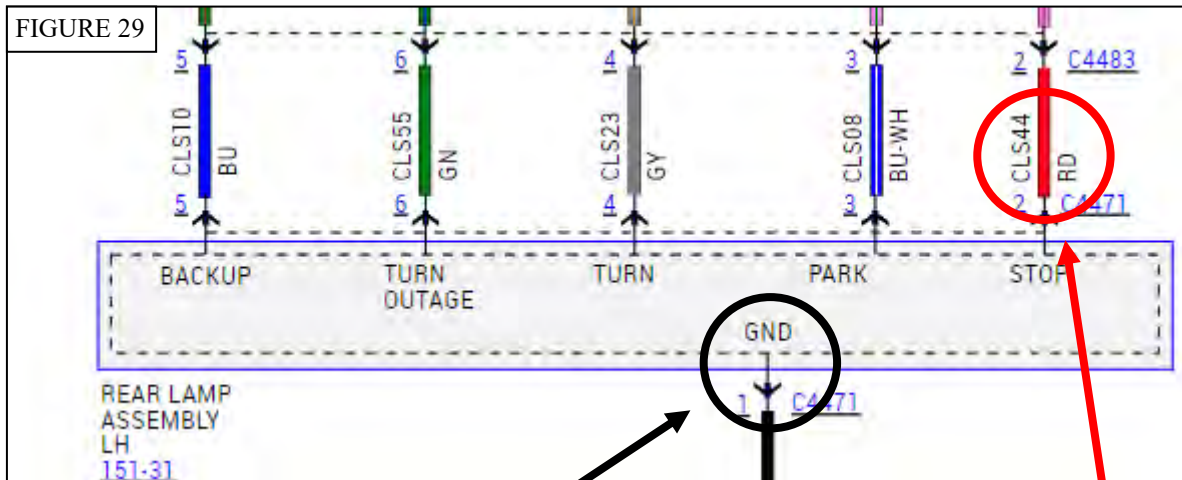 FIGURE 29
5 6 4 3 2 C4483
CLS10 BU CLS55 GN CLS23 GY CLS08 BU-WH CLS44 RD
5 6 4 3 2 C4471
BACKUP TURN TURN PARK STOP
OUTAGE
GND
1 C4471
REAR LAMP
ASSEMBLY
LH
151-31